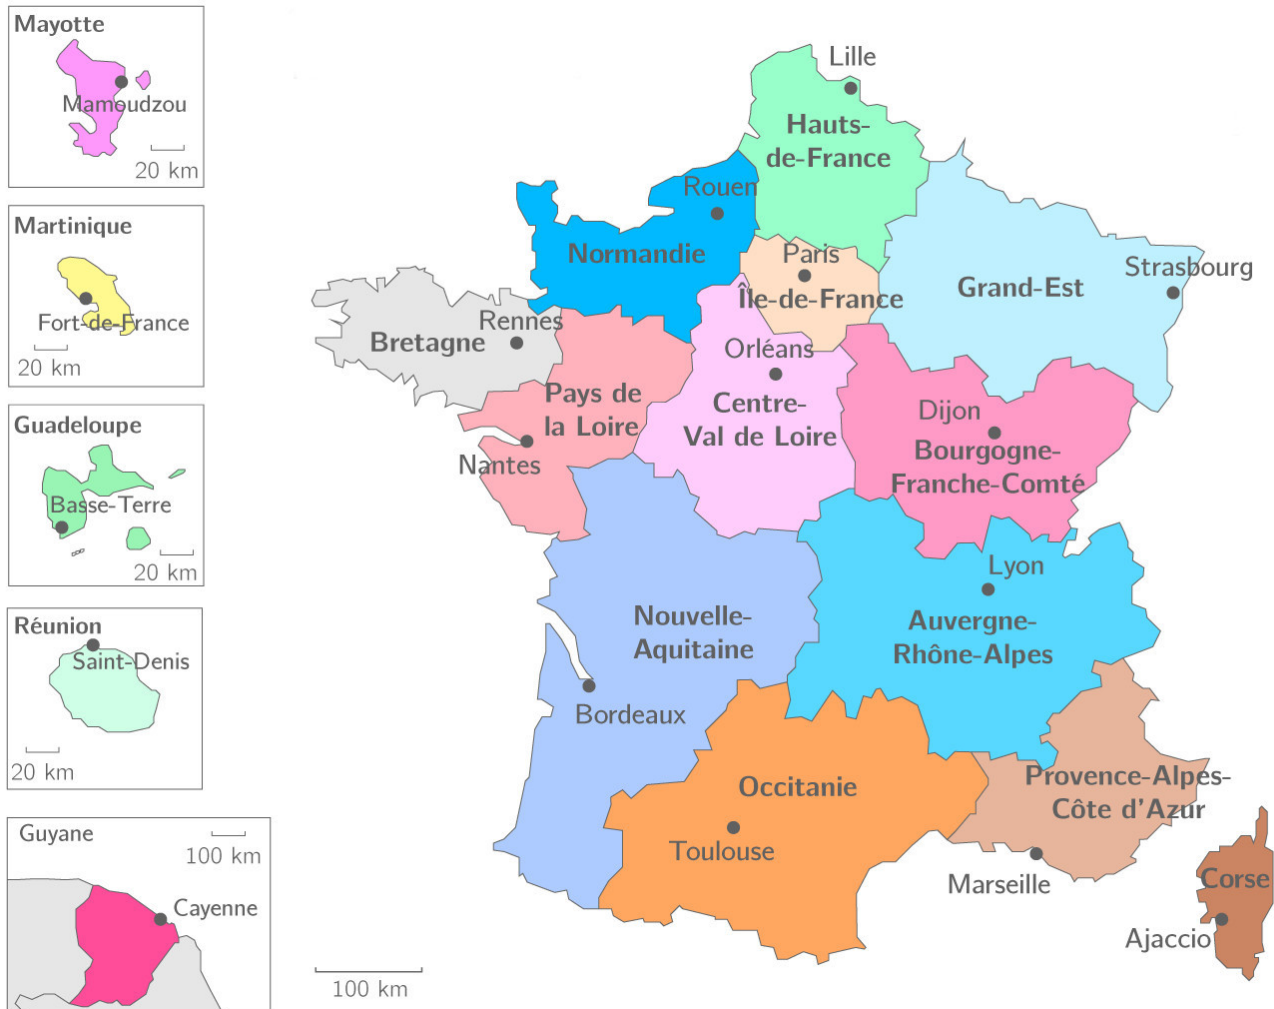 Mayotte
Mamoudzou
20 km
Martinique
Fort-de-France
20 km
Guadeloupe
Basse-Terre
20 km
Réunion
Saint-Denis
20 km
Guyane
100 km
Cayenne
Lille
Hauts-
de-France
Rouen
Normandie
Paris
Île-de-France
Strasbourg
Grand-Est
Rennes
Bretagne
Orléans
Centre-
Val de Loire
Pays de
la Loire
Nantes
Dijon
Bourgogne-
Franche-Comté
Lyon
Auvergne-
Rhône-Alpes
Nouvelle-
Aquitaine
Bordeaux
Occitanie
Toulouse
Provence-Alpes-
Côte d'Azur
Marseille
Corse
Ajaccio
100 km